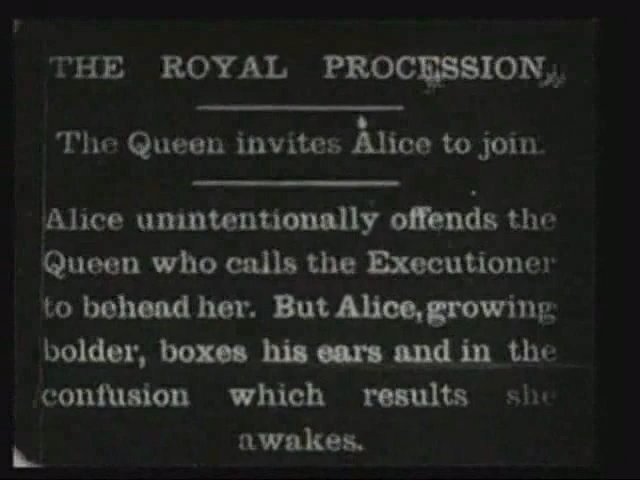 THE ROYAL PROCESSION.
The Queen invites Alice to join.
Alice unintentionally offends the
Queen who calls the Executioner
to behead her. But Alice, growing
bolder, boxes his ears and in the
confusion which results she
awakes.